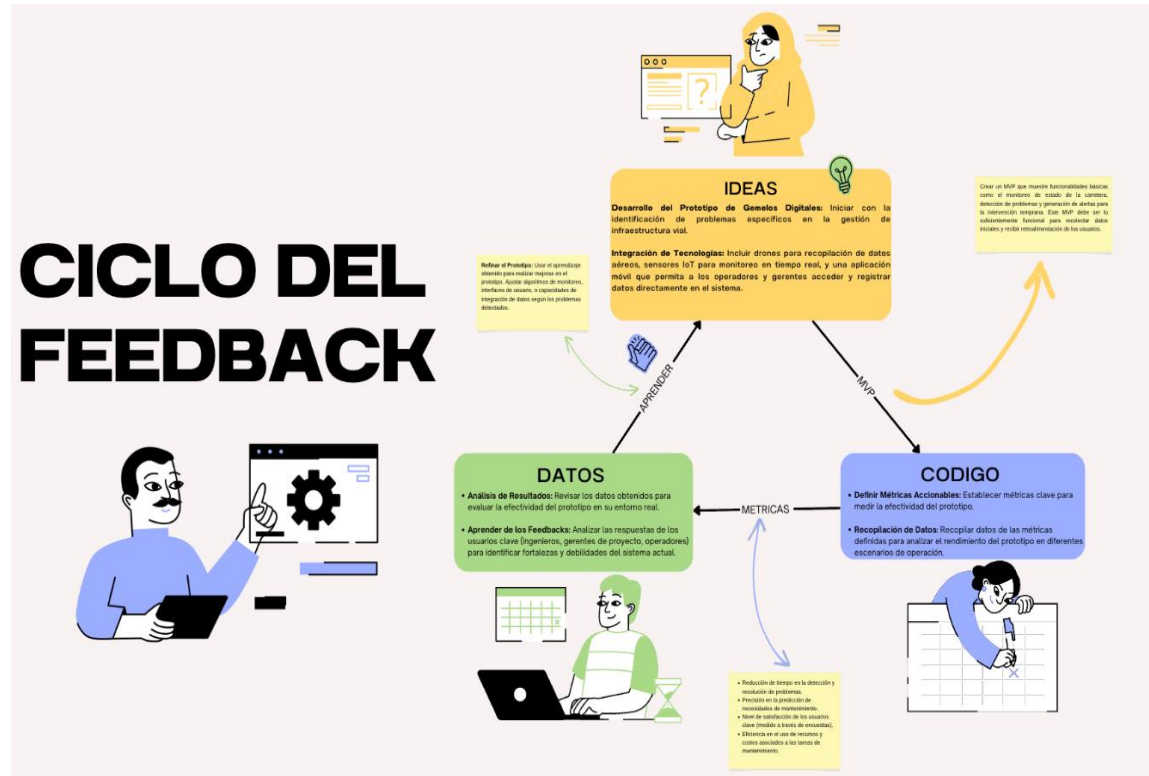 CICLO DEL
FEEDBACK
IDEAS
Desarrollo del Prototipo de Gemelos Digitales: Iniciar con la
identificación de problemas específicos en la gestión de
infraestructura vial.
Integración de Tecnologías: Incluir drones para recopilación de datos
aéreos, sensores IoT para monitoreo en tiempo real, y una aplicación
móvil que permita a los operadores y gerentes acceder y registrar
datos directamente en el sistema.
Crear un MVP que muestre funcionalidades básicas
como el monitoreo de estado de la carretera,
detección de problemas y generación de alertas para
la intervención temprana. Este MVP debe ser lo
suficientemente funcional para recolectar datos
iniciales y recibir retroalimentación de los usuarios.
Refinar el Prototipo: Usar el aprendizaje
obtenido para realizar mejoras en el
prototipo. Ajustar algoritmos de monitoreo,
interfaces de usuario, o capacidades de
integración de datos según los problemas
detectados.
APRENDER
MVP
DATOS
• Análisis de Resultados: Revisar los datos obtenidos para
evaluar la efectividad del prototipo en su entorno real.
• Aprender de los Feedbacks: Analizar las respuestas de los
usuarios clave (ingenieros, gerentes de proyecto, operadores)
para identificar fortalezas y debilidades del sistema actual.
METRICAS
CODIGO
• Definir Métricas Accionables: Establecer métricas clave para
medir la efectividad del prototipo.
• Recopilación de Datos: Recopilar datos de las métricas
definidas para analizar el rendimiento del prototipo en diferentes
escenarios de operación.
• Reducción de tiempo en la detección y
resolución de problemas.
• Precisión en la predicción de
necesidades de mantenimiento.
• Nivel de satisfacción de los usuarios
clave (medido a través de encuestas).
• Eficiencia en el uso de recursos y
costos asociados a las tareas de
mantenimiento.
?